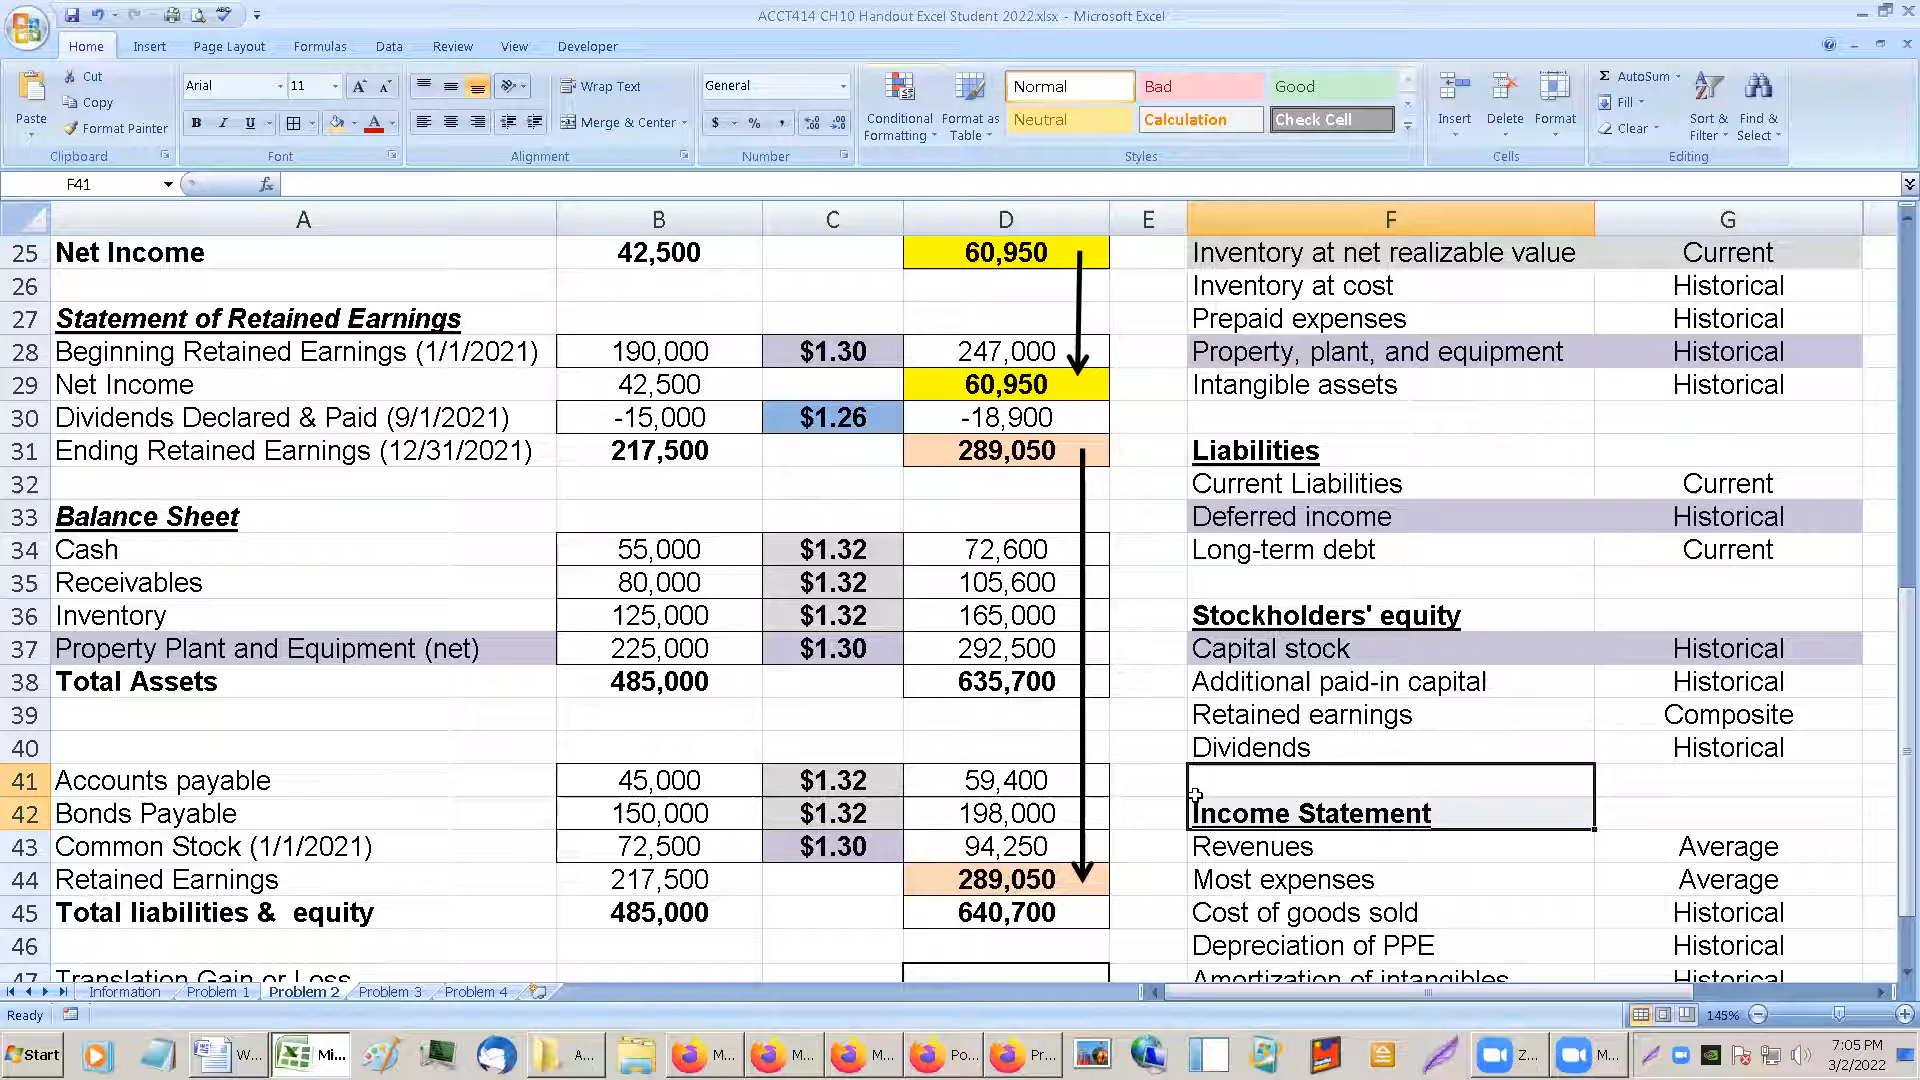 ACCT414 CH10 Handout Excel Student 2022.xlsx - Microsoft Excel
Home Insert Page Layout Formulas Data Review View Developer
Paste
Cut
Copy
Format Painter
Clipboard
Arial 11
B I U
Font
Wrap Text
Merge & Center
Alignment
General
$ % ,
Number
Conditional Formatting
Format as Table
Normal Bad Good
Neutral Calculation Check Cell
Styles
Insert Delete Format
Cells
Σ AutoSum
Fill
Clear
Sort & Filter
Find & Select
Editing
F41 fx
A B C D E F G
25 Net Income 42,500 60,950 Inventory at net realizable value Current
26 Inventory at cost Historical
27 Statement of Retained Earnings Prepaid expenses Historical
28 Beginning Retained Earnings (1/1/2021) 190,000 $1.30 247,000 Property, plant, and equipment Historical
29 Net Income 42,500 60,950 Intangible assets Historical
30 Dividends Declared & Paid (9/1/2021) -15,000 $1.26 -18,900
31 Ending Retained Earnings (12/31/2021) 217,500 289,050 Liabilities
32 Current Liabilities Current
33 Balance Sheet Deferred income Historical
34 Cash 55,000 $1.32 72,600 Long-term debt Current
35 Receivables 80,000 $1.32 105,600
36 Inventory 125,000 $1.32 165,000 Stockholders' equity
37 Property Plant and Equipment (net) 225,000 $1.30 292,500 Capital stock Historical
38 Total Assets 485,000 635,700 Additional paid-in capital Historical
39 Retained earnings Composite
40 Dividends Historical
41 Accounts payable 45,000 $1.32 59,400
42 Bonds Payable 150,000 $1.32 198,000 Income Statement
43 Common Stock (1/1/2021) 72,500 $1.30 94,250 Revenues Average
44 Retained Earnings 217,500 289,050 Most expenses Average
45 Total liabilities & equity 485,000 640,700 Cost of goods sold Historical
46 Depreciation of PPE Historical
47 Translation Gain or Loss Amortization of intangibles Historical
Information Problem 1 Problem 2 Problem 3 Problem 4
Ready 145%
Start W... Mi... A... M... M... M... Po... Pr... Z... M... 7:05 PM
3/2/2022